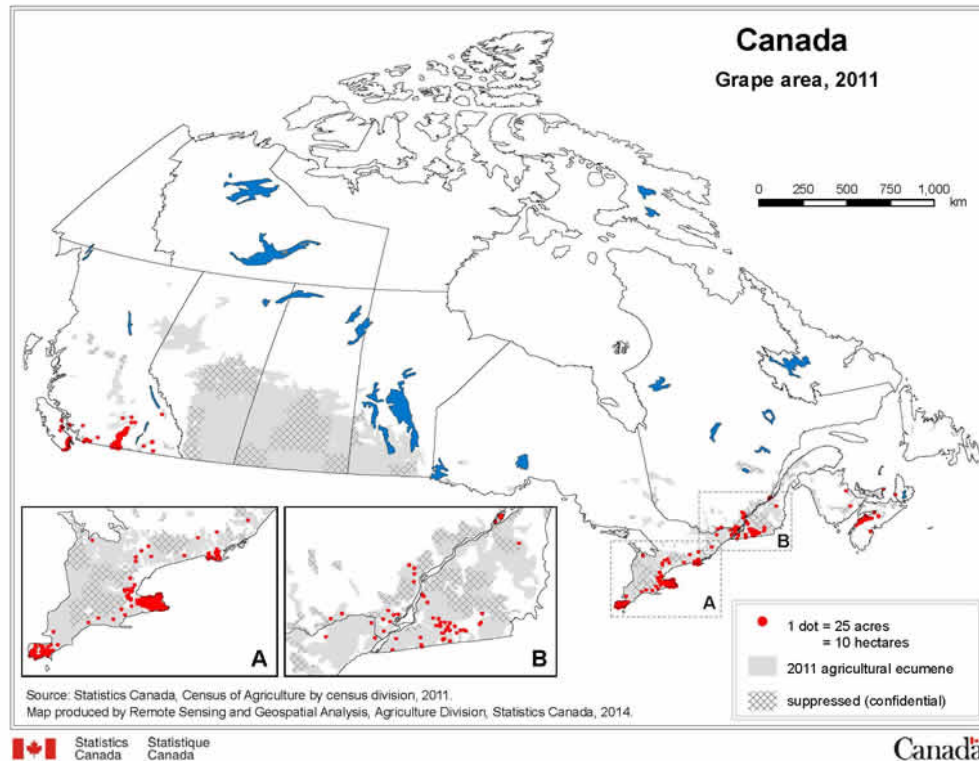 Canada
Grape area, 2011
0 250 500 750 1,000
km
B
A
A
B
1 dot = 25 acres
= 10 hectares
2011 agricultural ecumene
suppressed (confidential)
Source: Statistics Canada, Census of Agriculture by census division, 2011.
Map produced by Remote Sensing and Geospatial Analysis, Agriculture Division, Statistics Canada, 2014.
Statistics Canada
Statistique Canada
Canada